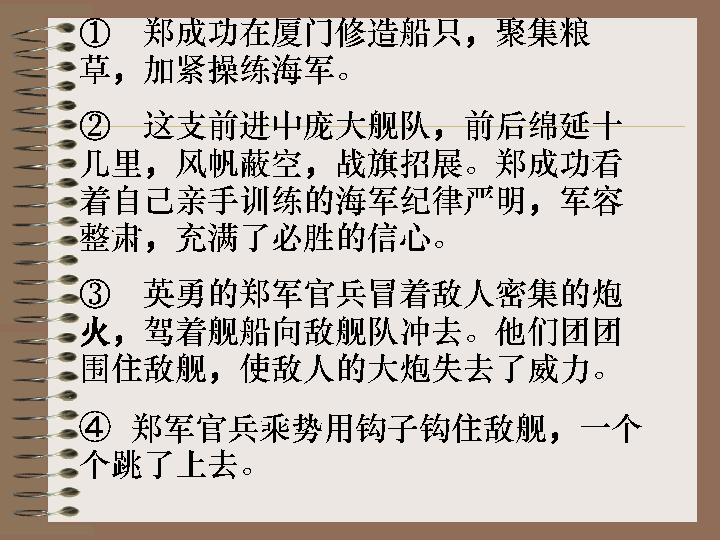 ① 郑成功在厦门修造船只，聚集粮
草，加紧操练海军。
② 这支前进中庞大舰队，前后绵延十
几里，风帆蔽空，战旗招展。郑成功看
着自己亲手训练的海军纪律严明，军容
整肃，充满了必胜的信心。
③ 英勇的郑军官兵冒着敌人密集的炮
火，驾着舰船向敌舰队冲去。他们团团
围住敌舰，使敌人的大炮失去了威力。
④ 郑军官兵乘势用钩子钩住敌舰，一个
个跳了上去。